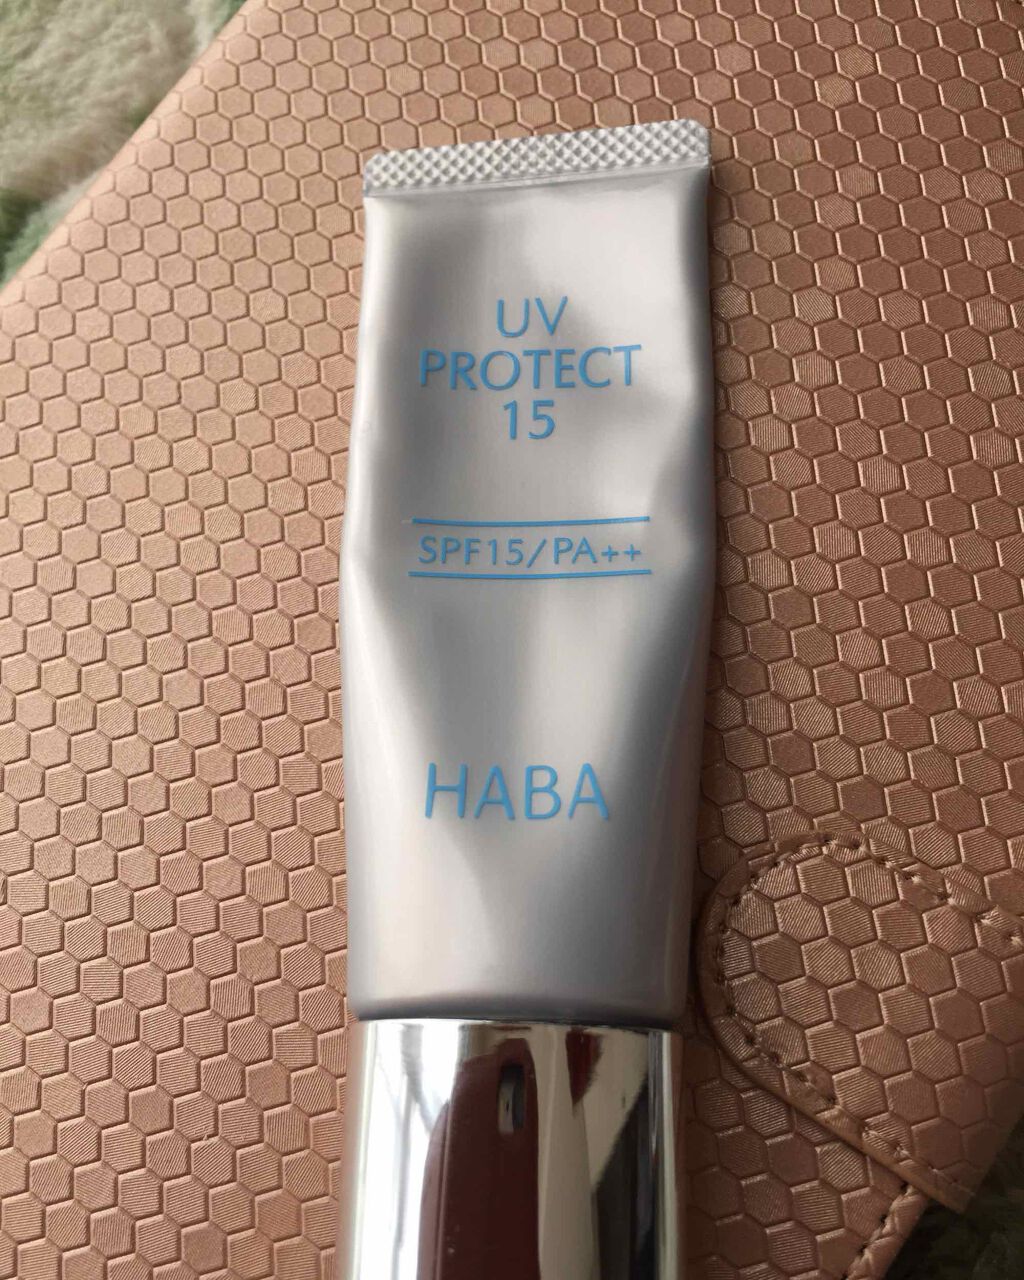 UV
PROTECT
15
SPF15/PA++
HABA